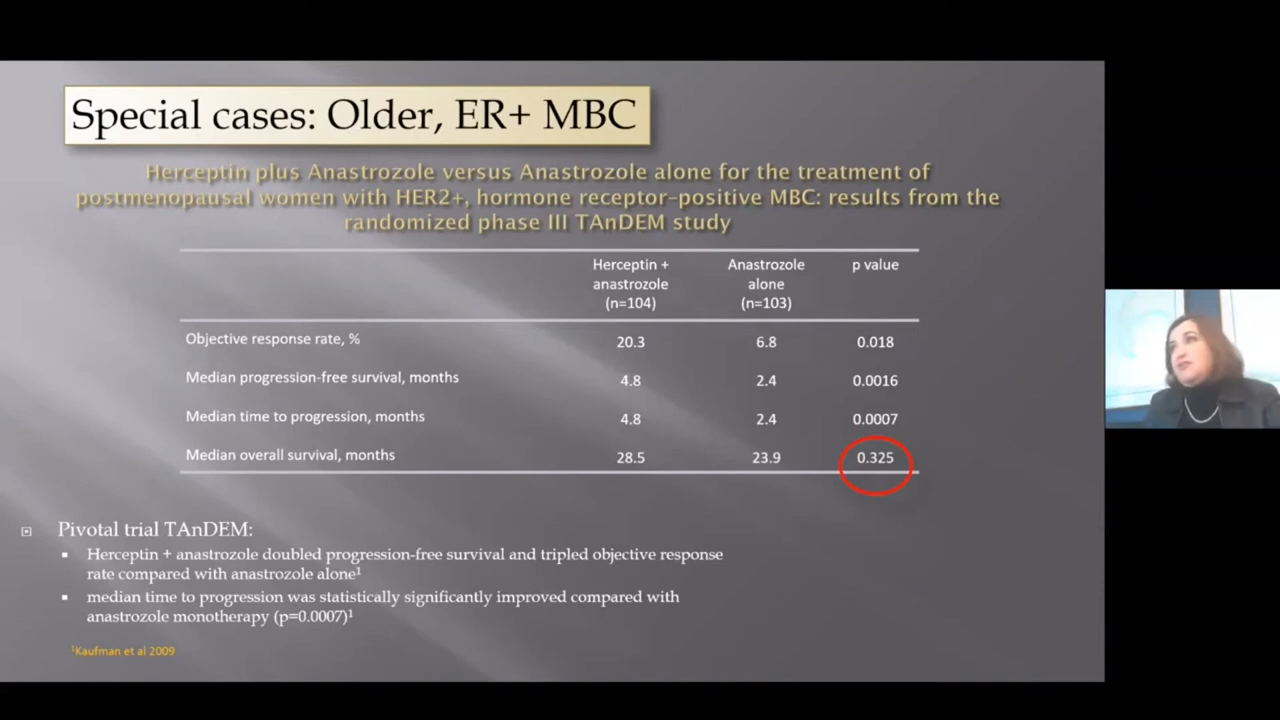 Special cases: Older, ER+ MBC
Herceptin plus Anastrozole versus Anastrozole alone for the treatment of
postmenopausal women with HER2+, hormone receptor-positive MBC: results from the
randomized phase III TAnDEM study
Herceptin + anastrozole (n=104) Anastrozole alone (n=103) p value
Objective response rate, % 20.3 6.8 0.018
Median progression-free survival, months 4.8 2.4 0.0016
Median time to progression, months 4.8 2.4 0.0007
Median overall survival, months 28.5 23.9 0.325
Pivotal trial TAnDEM:
Herceptin + anastrozole doubled progression-free survival and tripled objective response
rate compared with anastrozole alone¹
median time to progression was statistically significantly improved compared with
anastrozole monotherapy (p=0.0007)¹
¹Kaufman et al 2009